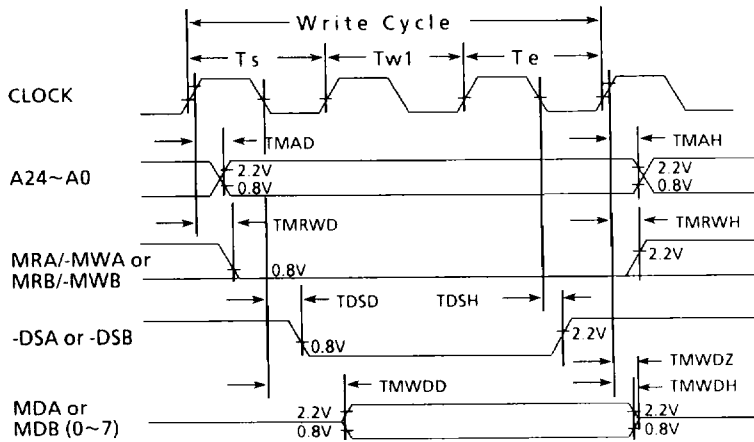 Write Cycle
Ts Tw1 Te
CLOCK
TMAD TMAH
A24~A0 2.2V 2.2V
0.8V 0.8V
TMRWD TMRWH
MRA/-MWA or 2.2V
MRB/-MWB 0.8V
TDSD TDSH
-DSA or -DSB 2.2V
0.8V
TMWDZ
TMWDD TMWDH
MDA or 2.2V 2.2V
MDB (0~7) 0.8V 0.8V